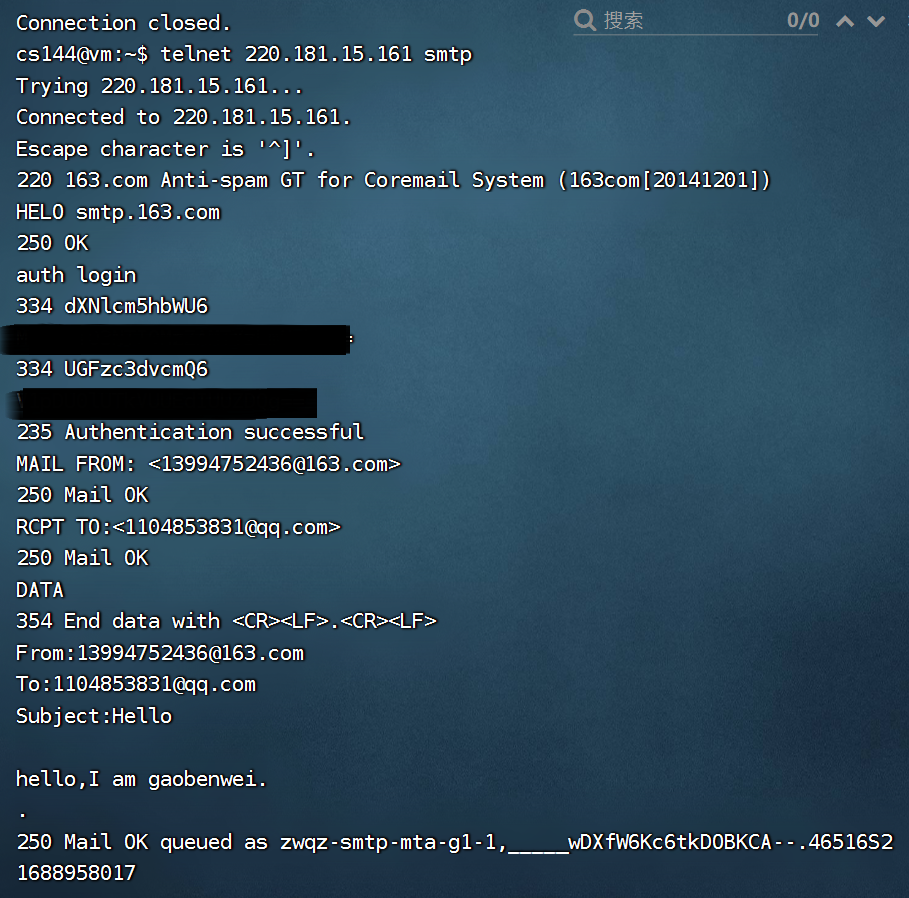 Connection closed.
搜索 0/0
cs144@vm:~$ telnet 220.181.15.161 smtp
Trying 220.181.15.161...
Connected to 220.181.15.161.
Escape character is '^]'.
220 163.com Anti-spam GT for Coremail System (163com[20141201])
HELO smtp.163.com
250 OK
auth login
334 dXNlcm5hbWU6
334 UGFzc3dvcmQ6
235 Authentication successful
MAIL FROM: <13994752436@163.com>
250 Mail OK
RCPT TO:<1104853831@qq.com>
250 Mail OK
DATA
354 End data with <CR><LF>.<CR><LF>
From:13994752436@163.com
To:1104853831@qq.com
Subject:Hello

hello,I am gaobenwei.
.
250 Mail OK queued as zwqz-smtp-mta-g1-1,_____wDXfW6Kc6tkDOBKCA--.46516S2
1688958017